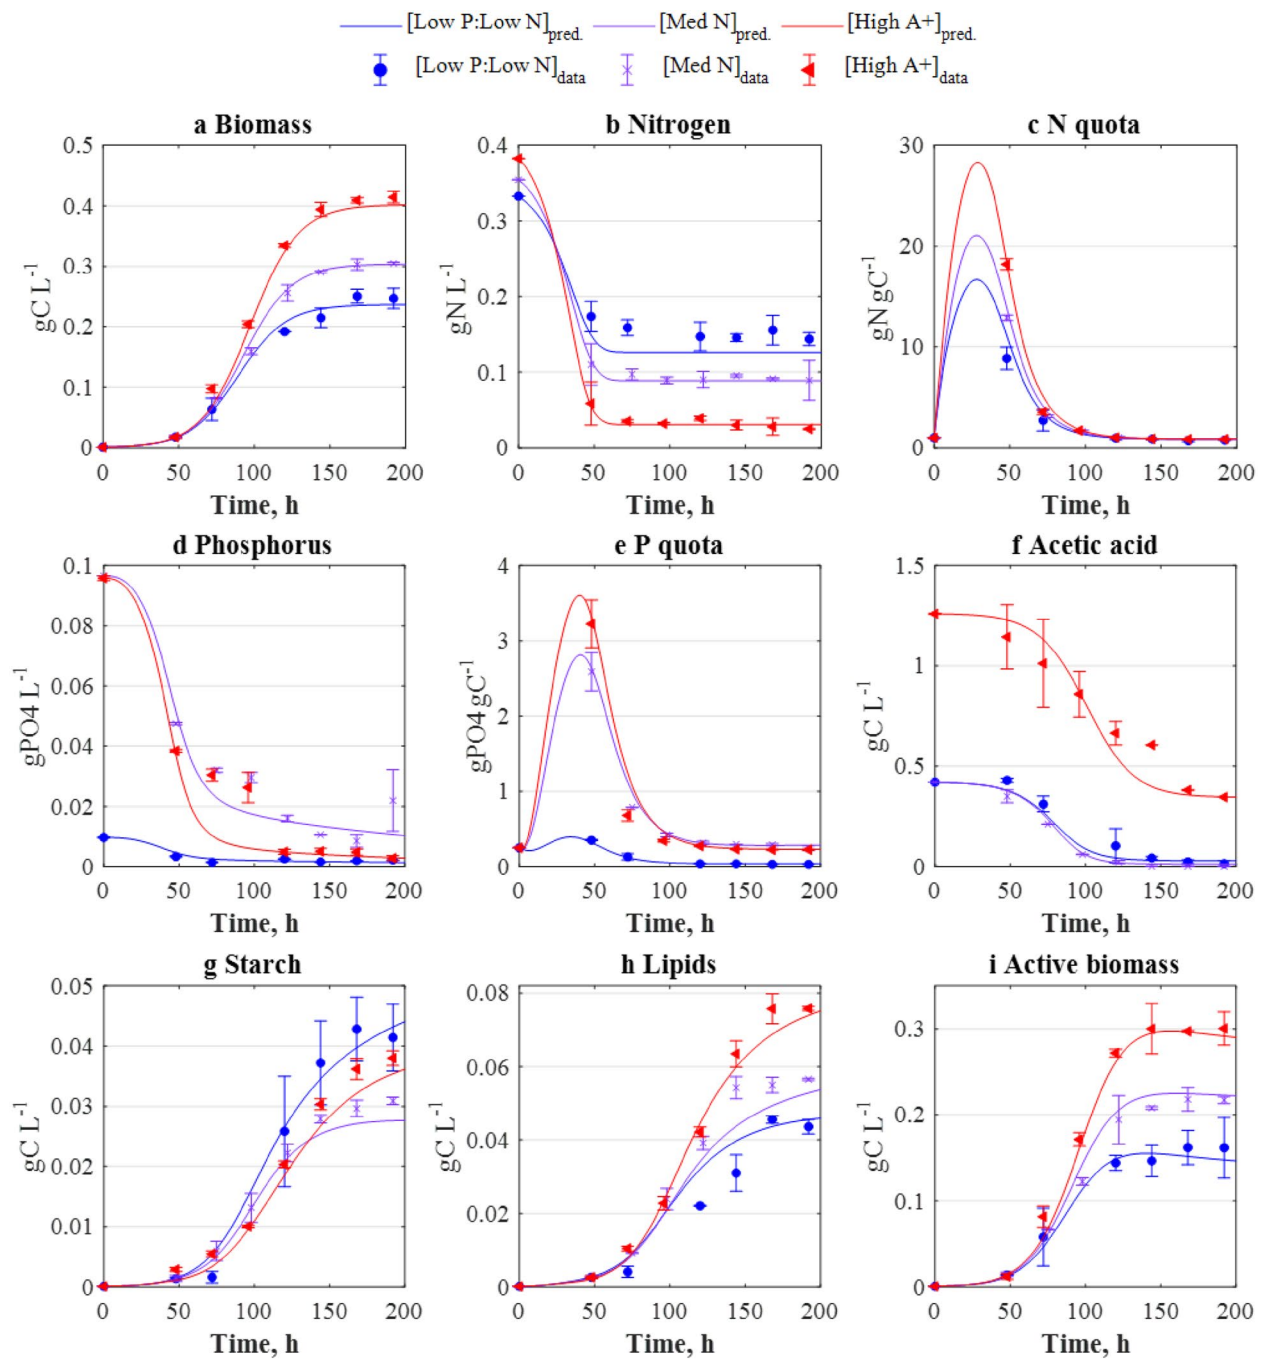 [Low P:Low N]pred. [Med N]pred. [High A+]pred.
[Low P:Low N]data [Med N]data [High A+]data
a Biomass
0.5
0.4
0.3
0.2
0.1
0
gC L-1
0 50 100 150 200
Time, h
b Nitrogen
0.4
0.3
0.2
0.1
0
gN L-1
0 50 100 150 200
Time, h
c N quota
30
20
10
0
gN gC-1
0 50 100 150 200
Time, h
d Phosphorus
0.1
0.08
0.06
0.04
0.02
0
gPO4 L-1
0 50 100 150 200
Time, h
e P quota
4
3
2
1
0
gPO4 gC-1
0 50 100 150 200
Time, h
f Acetic acid
1.5
1
0.5
0
gC L-1
0 50 100 150 200
Time, h
g Starch
0.05
0.04
0.03
0.02
0.01
0
gC L-1
0 50 100 150 200
Time, h
h Lipids
0.08
0.06
0.04
0.02
0
gC L-1
0 50 100 150 200
Time, h
i Active biomass
0.3
0.2
0.1
0
gC L-1
0 50 100 150 200
Time, h